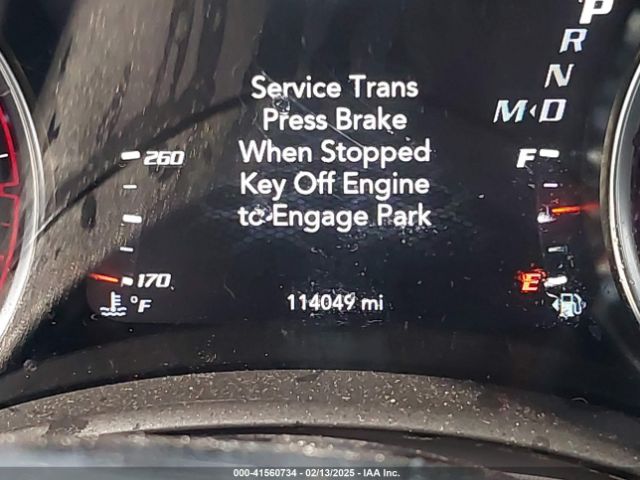 P
R
N
M D
Service Trans
Press Brake
When Stopped
Key Off Engine
to Engage Park
260
170
°F
F
E
114049 mi
000-41560734 - 02/13/2025 - IAA Inc.